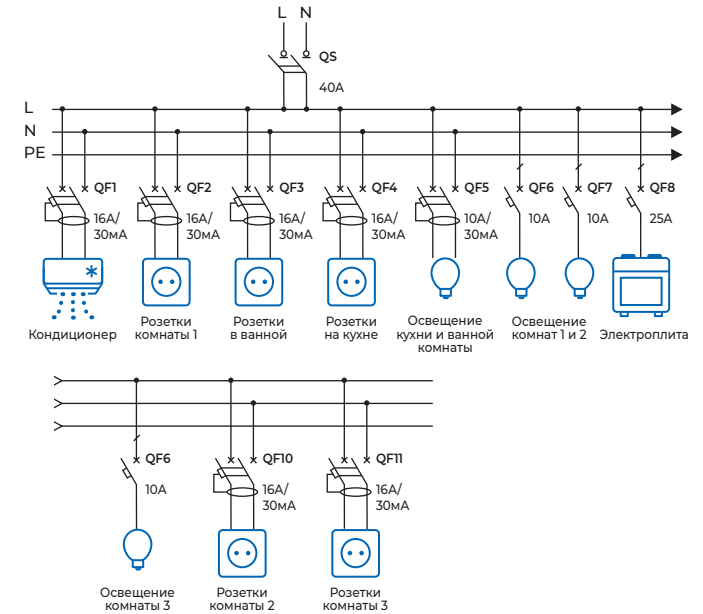 L N
QS
40A
L
N
PE
QF1 QF2 QF3 QF4 QF5 QF6 QF7 QF8
16A/ 16A/ 16A/ 16A/ 10A/ 10A 10A 25A
30мА 30мА 30мА 30мА 30мА
Кондиционер
Розетки
комнаты 1
Розетки
в ванной
Розетки
на кухне
Освещение
кухни и ванной
комнаты
Освещение
комнат 1 и 2
Электроплита
QF6 QF10 QF11
10A 16A/ 16A/
30мА 30мА
Освещение
комнаты 3
Розетки
комнаты 2
Розетки
комнаты 3